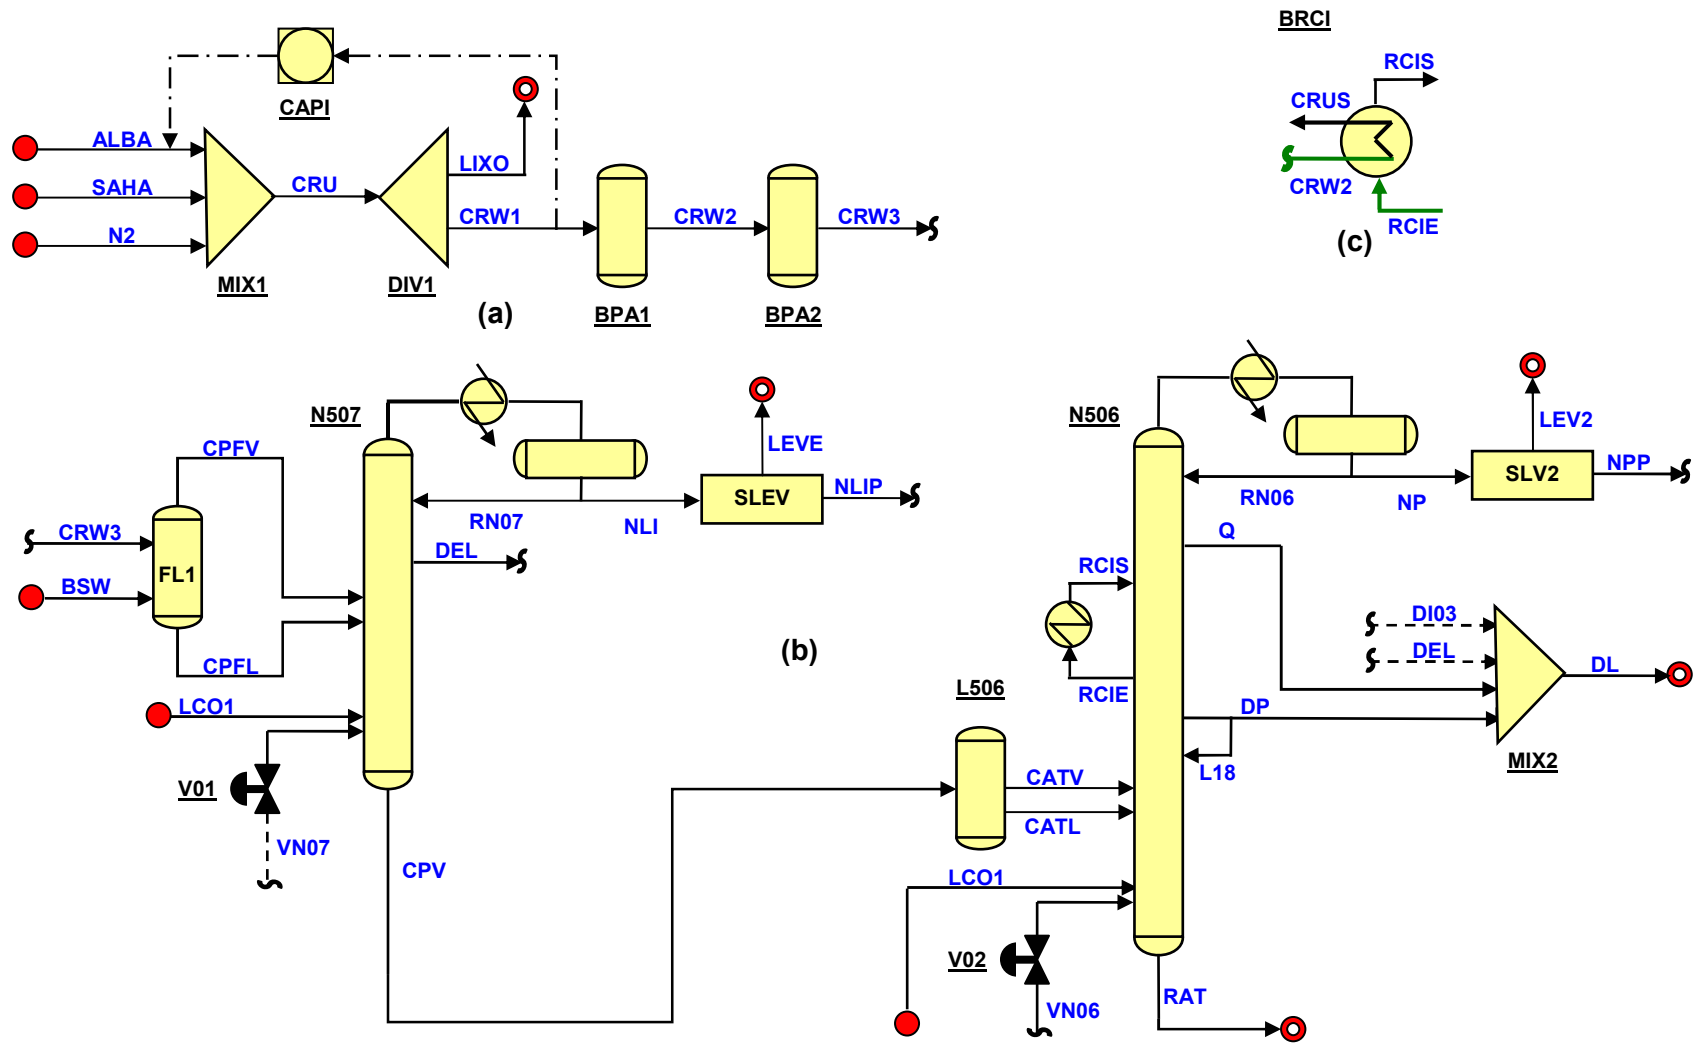 BRCI
RCIS
CRUS
CRW2
RCIE
(c)
CAPI
ALBA
SAHA
N2
CRU
LIXO
CRW1
CRW2
CRW3
MIX1
DIV1
BPA1
BPA2
(a)
N507
CPFV
CRW3
BSW
FL1
CPFL
LCO1
V01
VN07
CPV
RN07
NLI
DEL
LEVE
SLEV
NLIP
(b)
N506
RN06
NP
LEV2
SLV2
NPP
Q
RCIS
RCIE
DI03
DEL
DL
DP
L18
MIX2
L506
CATV
CATL
LCO1
V02
VN06
RAT